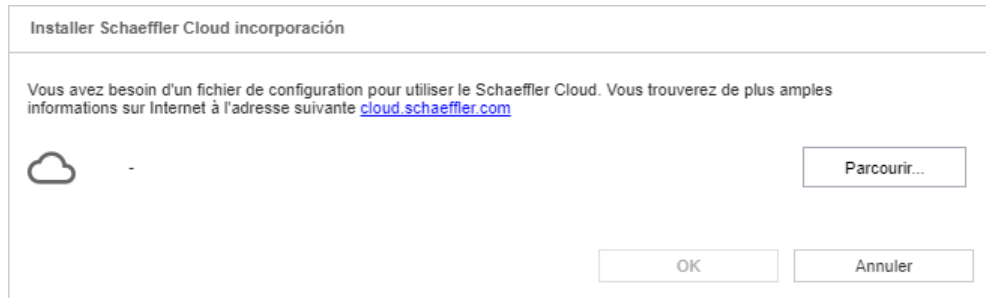 Installer Schaeffler Cloud incorporación
Vous avez besoin d'un fichier de configuration pour utiliser le Schaeffler Cloud. Vous trouverez de plus amples
informations sur Internet à l'adresse suivante cloud.schaeffler.com
-
Parcourir...
OK
Annuler